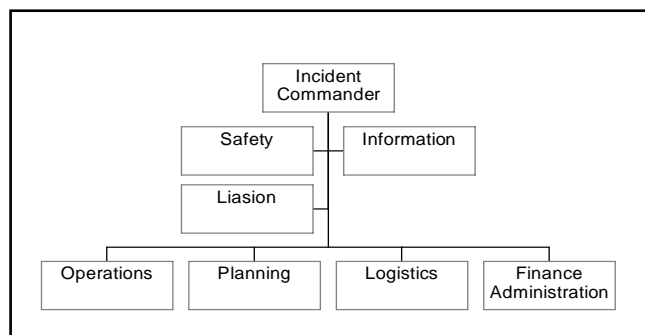 Incident
Commander
Safety
Information
Liasion
Operations
Planning
Logistics
Finance
Administration